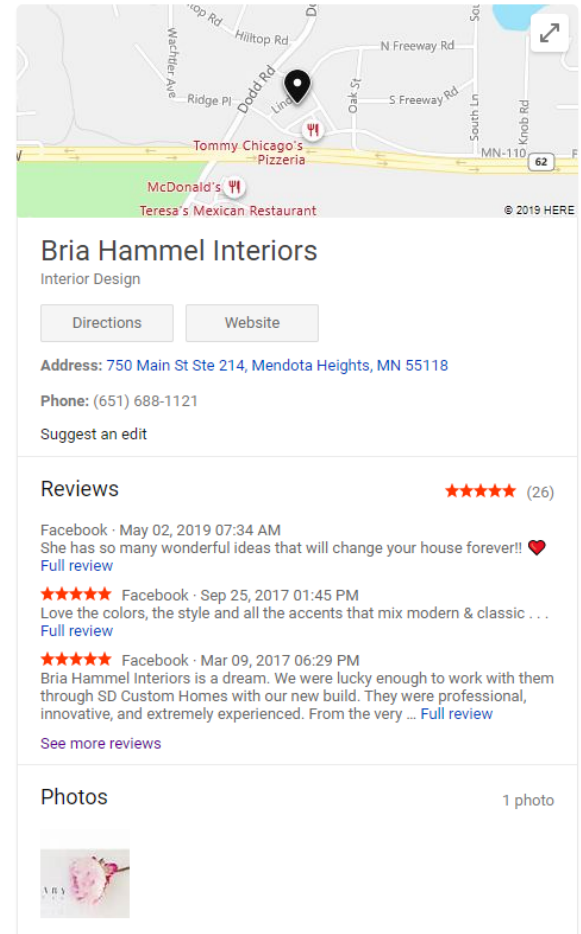 op Rd
Hilltop Rd
Wachtler Ave
Dodd Rd
N Freeway Rd
Ridge Pl
Oak St
S Freeway Rd
South Ln
Knob Rd
Tommy Chicago's
Pizzeria
MN-110
62
McDonald's
Teresa's Mexican Restaurant
© 2019 HERE
Bria Hammel Interiors
Interior Design
Directions
Website
Address: 750 Main St Ste 214, Mendota Heights, MN 55118
Phone: (651) 688-1121
Suggest an edit
Reviews
★★★★★ (26)
Facebook · May 02, 2019 07:34 AM
She has so many wonderful ideas that will change your house forever!! ❤
Full review
★★★★★ Facebook · Sep 25, 2017 01:45 PM
Love the colors, the style and all the accents that mix modern & classic . . .
Full review
★★★★★ Facebook · Mar 09, 2017 06:29 PM
Bria Hammel Interiors is a dream. We were lucky enough to work with them
through SD Custom Homes with our new build. They were professional,
innovative, and extremely experienced. From the very ... Full review
See more reviews
Photos
1 photo
ARY